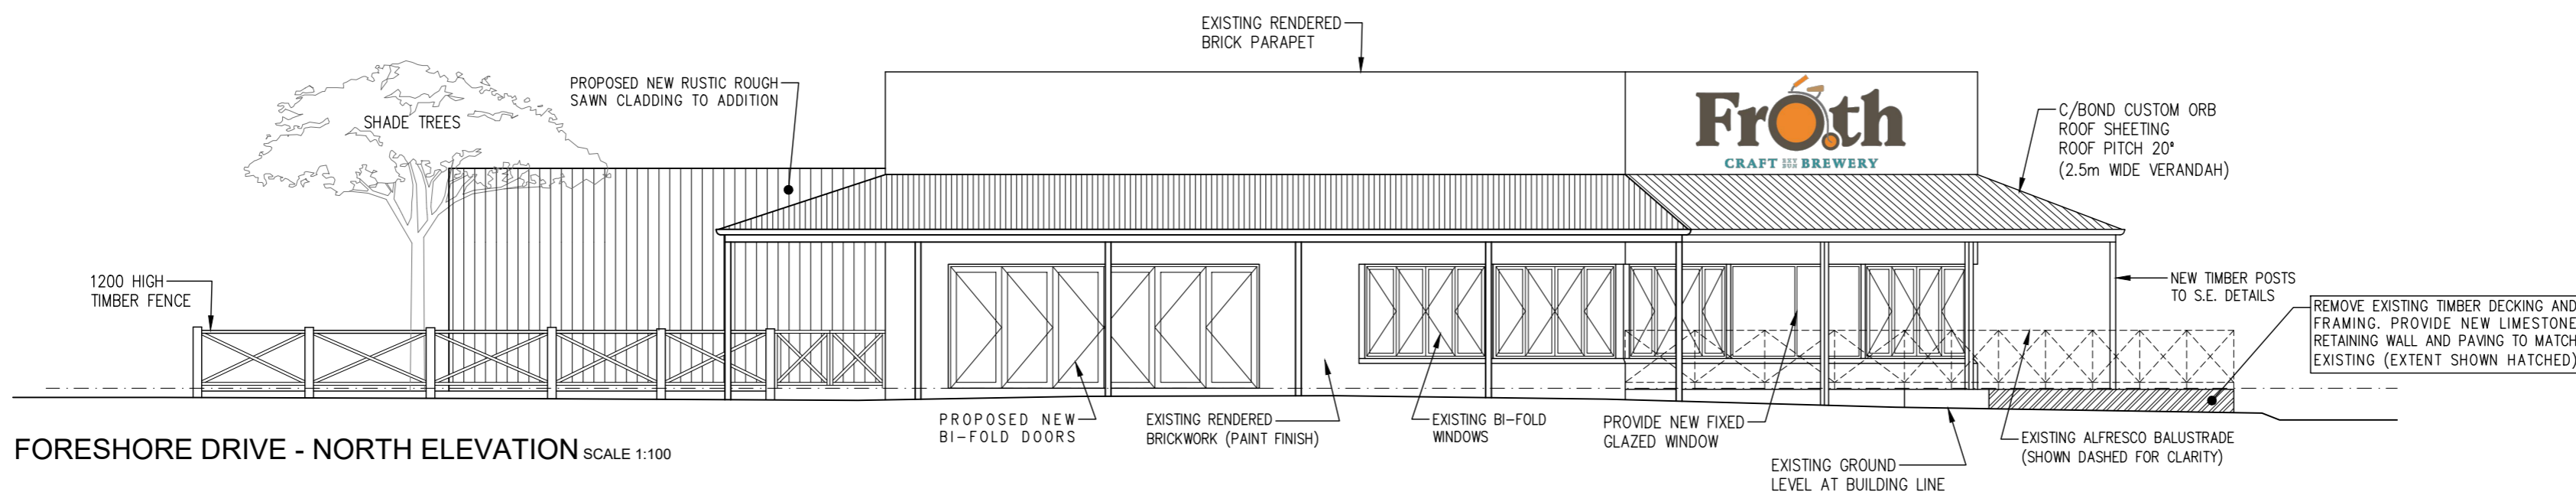 EXISTING RENDERED
BRICK PARAPET
PROPOSED NEW RUSTIC ROUGH
SAWN CLADDING TO ADDITION
SHADE TREES
Froth
CRAFT EXY BUN BREWERY
C/BOND CUSTOM ORB
ROOF SHEETING
ROOF PITCH 20°
(2.5m WIDE VERANDAH)
1200 HIGH
TIMBER FENCE
NEW TIMBER POSTS
TO S.E. DETAILS
REMOVE EXISTING TIMBER DECKING AND
FRAMING. PROVIDE NEW LIMESTONE
RETAINING WALL AND PAVING TO MATCH
EXISTING (EXTENT SHOWN HATCHED)
PROPOSED NEW
BI-FOLD DOORS
EXISTING RENDERED
BRICKWORK (PAINT FINISH)
EXISTING BI-FOLD
WINDOWS
PROVIDE NEW FIXED
GLAZED WINDOW
EXISTING ALFRESCO BALUSTRADE
(SHOWN DASHED FOR CLARITY)
EXISTING GROUND
LEVEL AT BUILDING LINE
FORESHORE DRIVE - NORTH ELEVATION SCALE 1:100